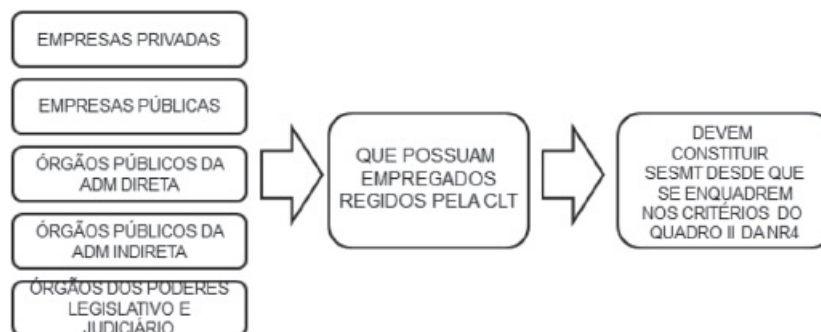 EMPRESAS PRIVADAS
EMPRESAS PÚBLICAS
ÓRGÃOS PÚBLICOS DA
ADM DIRETA
ÓRGÃOS PÚBLICOS DA
ADM INDIRETA
ÓRGÃOS DOS PODERES
LEGISLATIVO E
JUDICIÁRIO
QUE POSSUAM
EMPREGADOS
REGIDOS PELA CLT
DEVEM
CONSTITUIR
SESMT DESDE QUE
SE ENQUADREM
NOS CRITÉRIOS DO
QUADRO II DA NR4